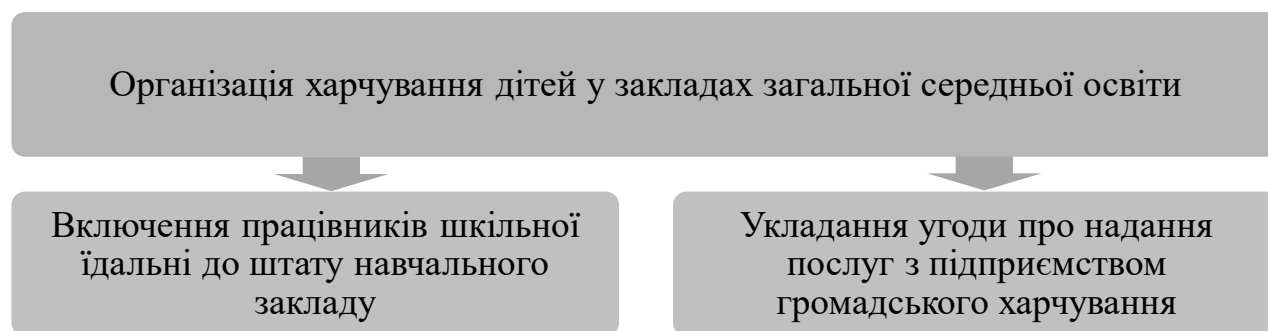 Організація харчування дітей у закладах загальної середньої освіти
Включення працівників шкільної
їдальні до штату навчального
закладу
Укладання угоди про надання
послуг з підприємством
громадського харчування